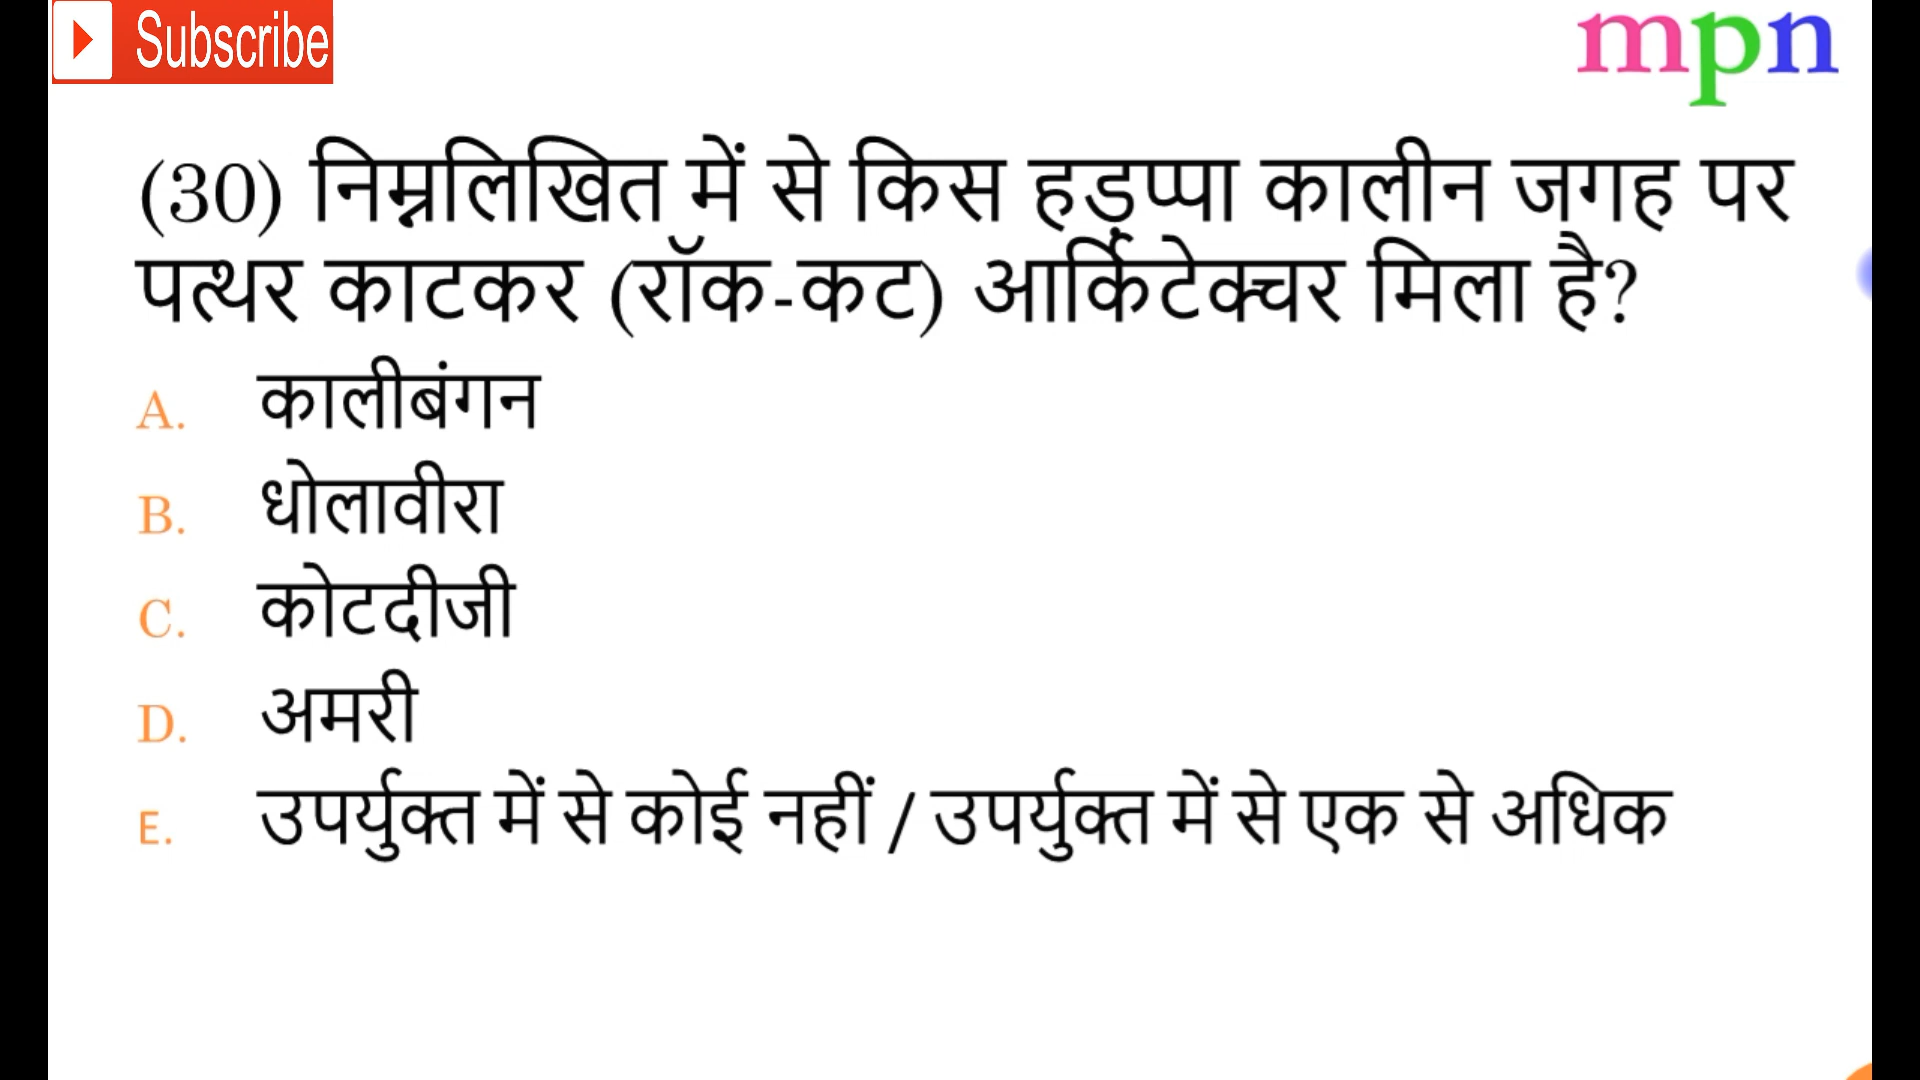 Subscribe
mpn
(30) निम्नलिखित में से किस हड़प्पा कालीन जगह पर
पत्थर काटकर (रॉक-कट) आर्किटेक्चर मिला है?
A. कालीबंगन
B. धोलावीरा
C. कोटदीजी
D. अमरी
E. उपर्युक्त में से कोई नहीं / उपर्युक्त में से एक से अधिक